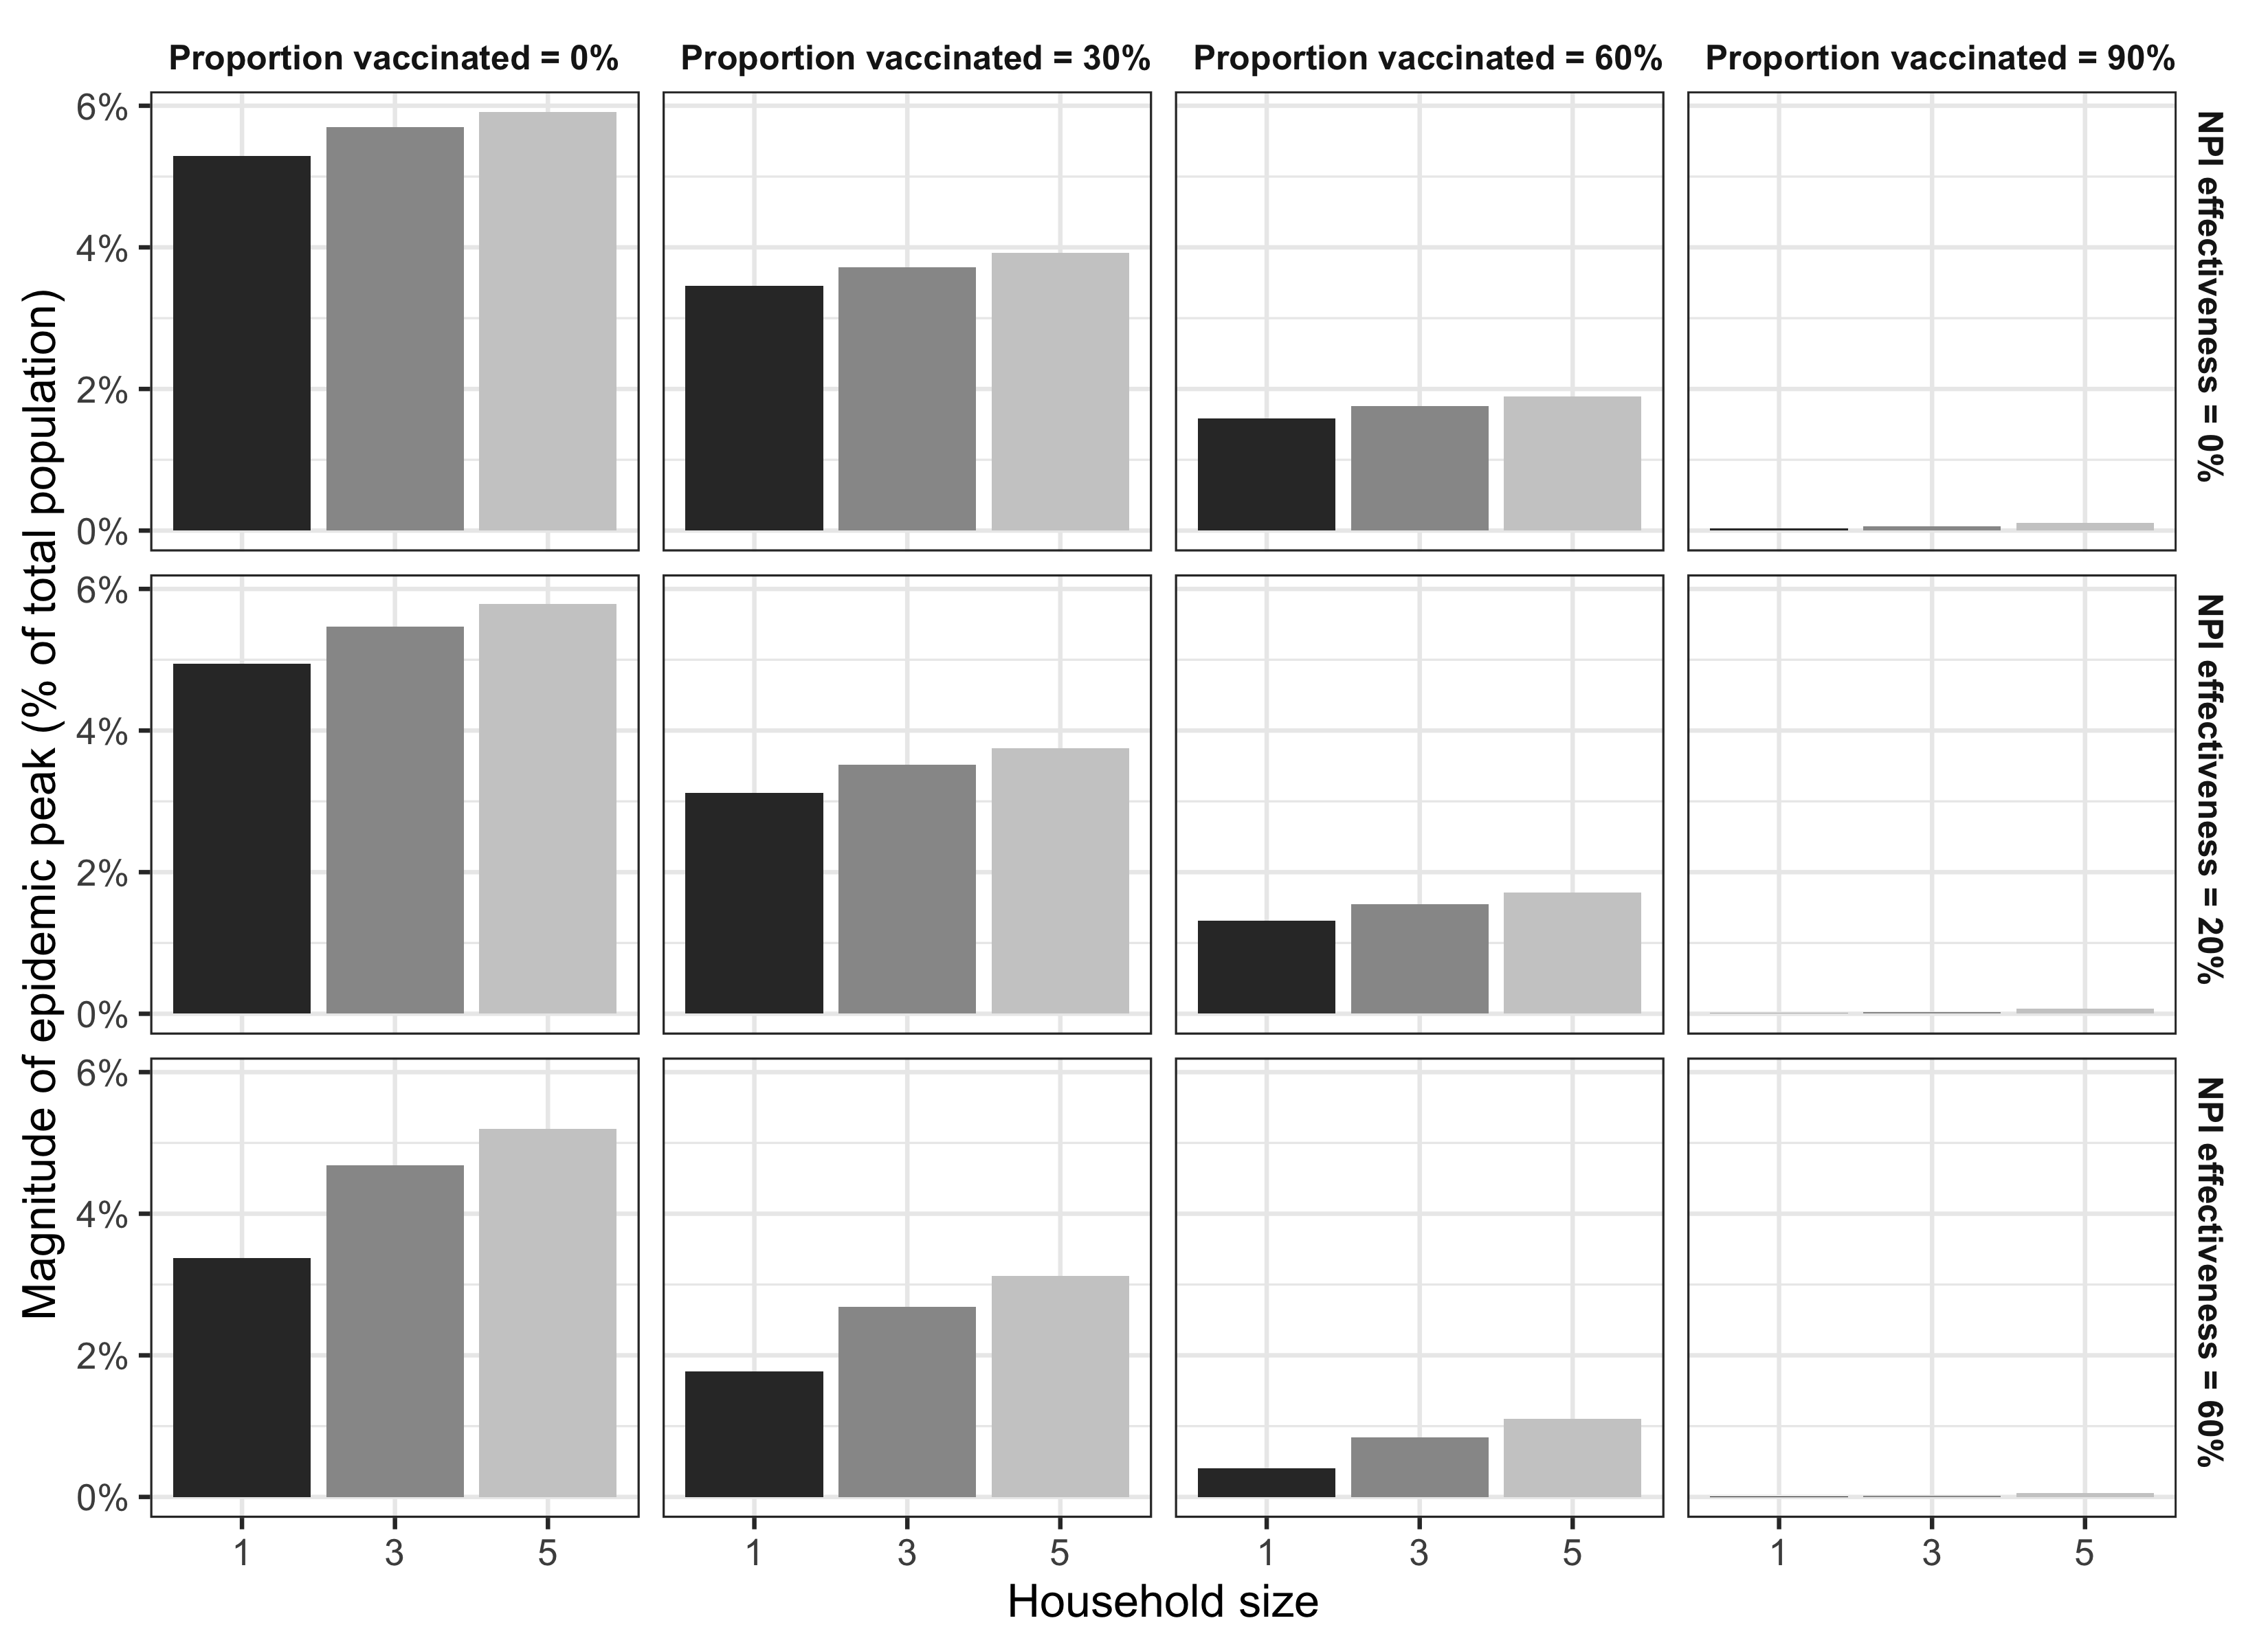 Proportion vaccinated = 0%
Proportion vaccinated = 30%
Proportion vaccinated = 60%
Proportion vaccinated = 90%
Magnitude of epidemic peak (% of total population)
6%
4%
2%
0%
NPI effectiveness = 0%
6%
4%
2%
0%
NPI effectiveness = 20%
6%
4%
2%
0%
NPI effectiveness = 60%
1 3 5
1 3 5
1 3 5
1 3 5
Household size